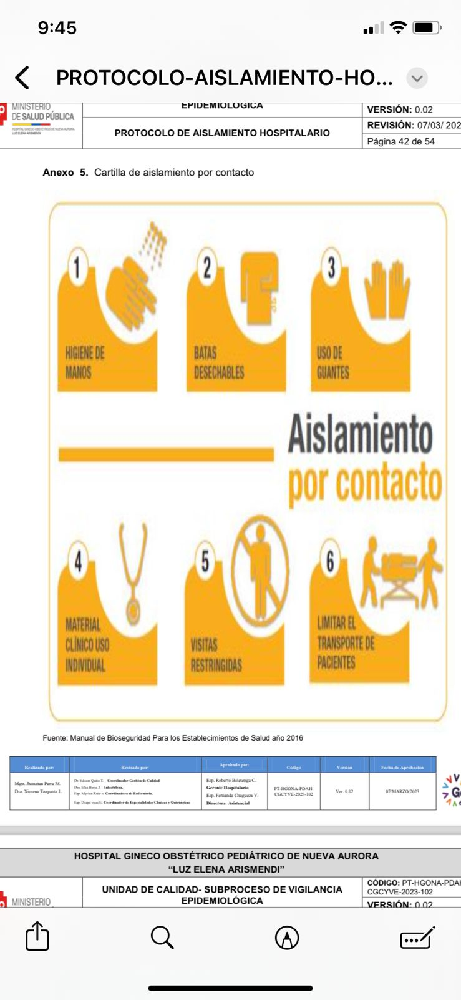 9:45
PROTOCOLO-AISLAMIENTO-HO...
MINISTERIO
DE SALUD PÚBLICA
HOSPITAL GINECO-OBSTÉTRICO DE NUEVA AURORA
LUZ ELENA ARISMENDI
EPIDEMIOLÓGICA
PROTOCOLO DE AISLAMIENTO HOSPITALARIO
VERSIÓN: 0.02
REVISIÓN: 07/03/ 202
Página 42 de 54
Anexo 5. Cartilla de aislamiento por contacto
1
HIGIENE DE
MANOS
2
BATAS
DESECHABLES
3
USO DE
GUANTES
Aislamiento
por contacto
4
MATERIAL
CLÍNICO USO
INDIVIDUAL
5
VISITAS
RESTRINGIDAS
6
LIMITAR EL
TRANSPORTE DE
PACIENTES
Fuente: Manual de Bioseguridad Para los Establecimientos de Salud año 2016
Realizado por:
Revisado por:
Aprobado por:
Código
Versión
Fecha de Aprobación
Mgtr. Jhonatan Parra M.
Dra. Ximena Toapanta L.
Dr. Edison Quito T. Coordinador Gestión de Calidad
Dra. Elsa Borja J. Infectóloga.
Esp. Myrian Ruiz o. Coordinadora de Enfermería.
Esp. Diego vaca E. Coordinador de Especialidades Clínicas y Quirúrgicas
Esp. Roberto Beletenga C.
Gerente Hospitalario
Esp. Fernanda Chagueza V.
Directora Asistencial
PT-HGONA-PDAH-
CGCYVE-2023-102
Ver. 0.02
07/MARZO/2023
HOSPITAL GINECO OBSTÉTRICO PEDIÁTRICO DE NUEVA AURORA
“LUZ ELENA ARISMENDI”
MINISTERIO
UNIDAD DE CALIDAD- SUBPROCESO DE VIGILANCIA
EPIDEMIOLÓGICA
CÓDIGO: PT-HGONA-PDAH
CGCYVE-2023-102
VERSIÓN: 0.02